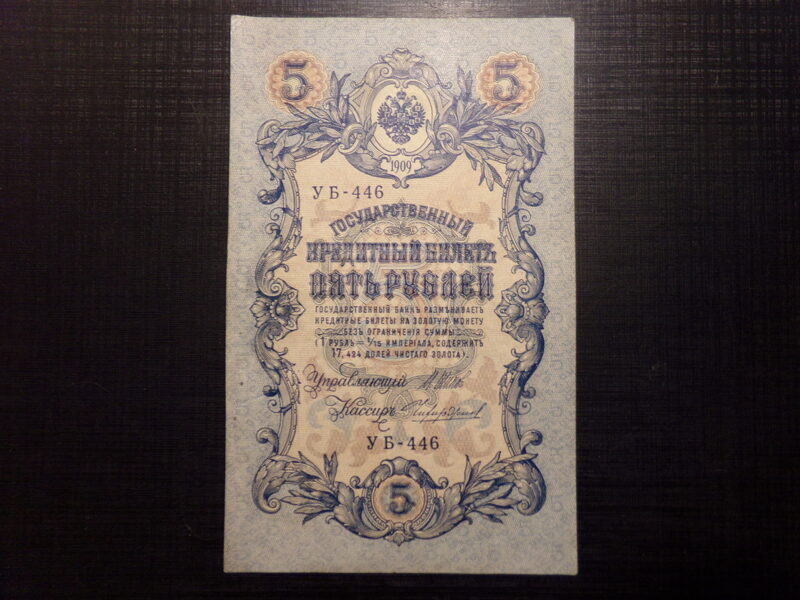 5 5
1909
УБ-446
ГОСУДАРСТВЕННЫЙ
КРЕДИТНЫЙ БИЛЕТЪ
ПЯТЬ РУБЛЕЙ
ГОСУДАРСТВЕННЫЙ БАНКЪ РАЗМѢНИВАЕТЪ
КРЕДИТНЫЕ БИЛЕТЫ НА ЗОЛОТУЮ МОНЕТУ
БЕЗЪ ОГРАНИЧЕНІЯ СУММЫ
(1 РУБЛЬ = 1/15 ИМПЕРІАЛА, СОДЕРЖИТЪ
17,424 ДОЛЕЙ ЧИСТАГО ЗОЛОТА).
Управляющій
Кассиръ
УБ-446
5